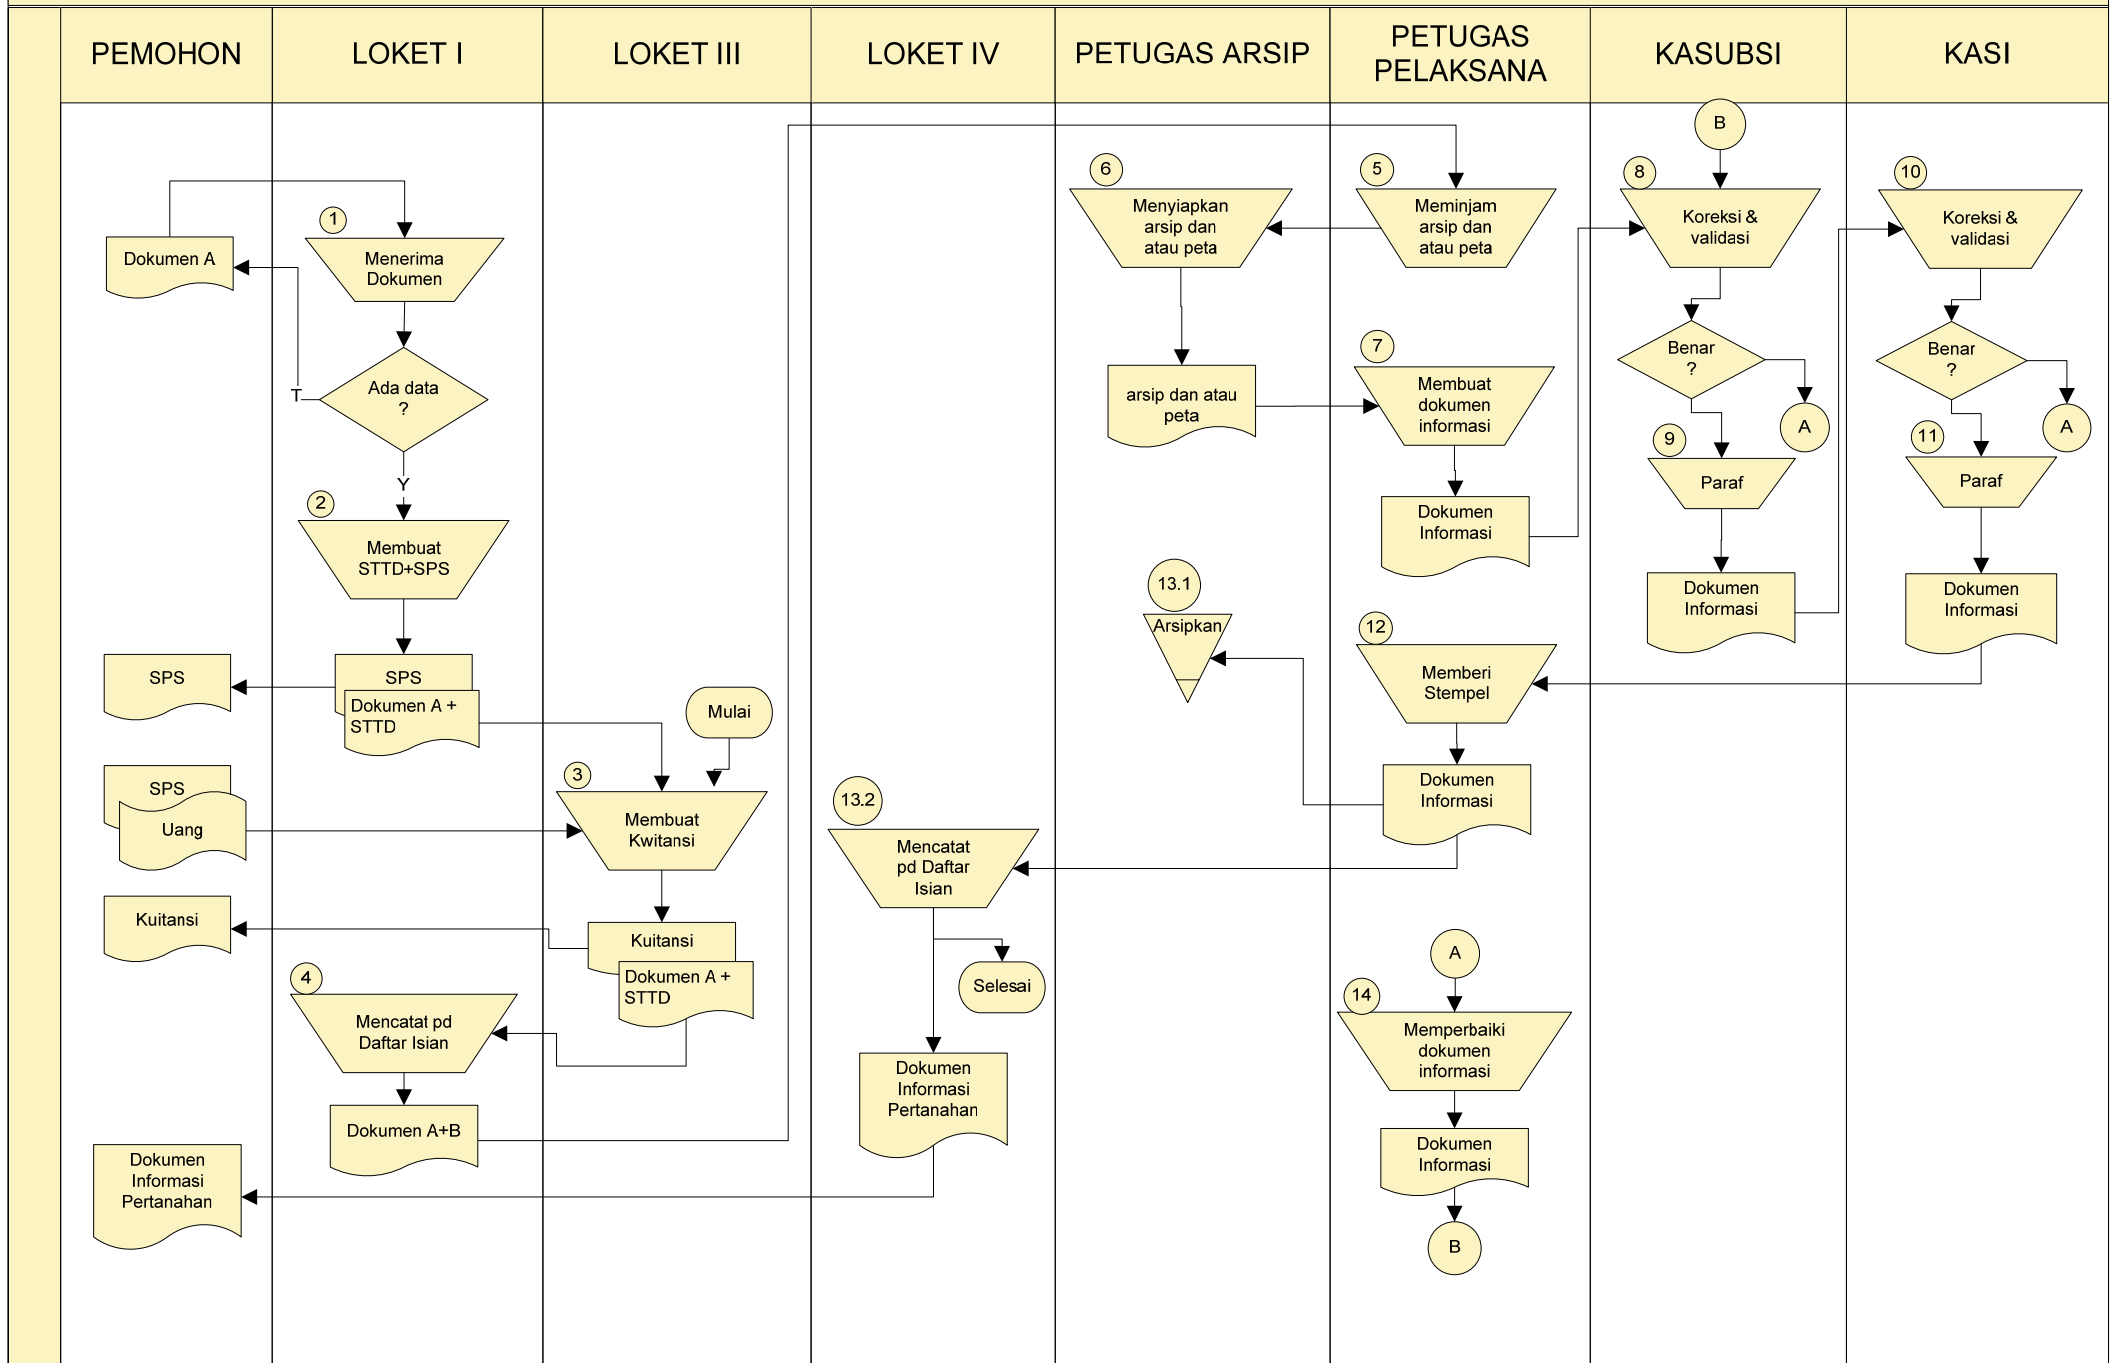 PEMOHON
LOKET I
LOKET III
LOKET IV
PETUGAS ARSIP
PETUGAS
PELAKSANA
KASUBSI
KASI
Dokumen A
1
Menerima
Dokumen
Ada data
?
T
Y
2
Membuat
STTD+SPS
SPS
Dokumen A +
STTD
SPS
SPS
Uang
Kuitansi
Mulai
3
Membuat
Kwitansi
Kuitansi
Dokumen A +
STTD
4
Mencatat pd
Daftar Isian
Dokumen A+B
Dokumen
Informasi
Pertanahan
13.2
Mencatat
pd Daftar
Isian
Selesai
Dokumen
Informasi
Pertanahan
6
Menyiapkan
arsip dan
atau peta
arsip dan atau
peta
13.1
Arsipkan
5
Meminjam
arsip dan
atau peta
7
Membuat
dokumen
informasi
Dokumen
Informasi
12
Memberi
Stempel
Dokumen
Informasi
A
14
Memperbaiki
dokumen
informasi
Dokumen
Informasi
B
B
8
Koreksi &
validasi
Benar
?
A
9
Paraf
Dokumen
Informasi
10
Koreksi &
validasi
Benar
?
A
11
Paraf
Dokumen
Informasi